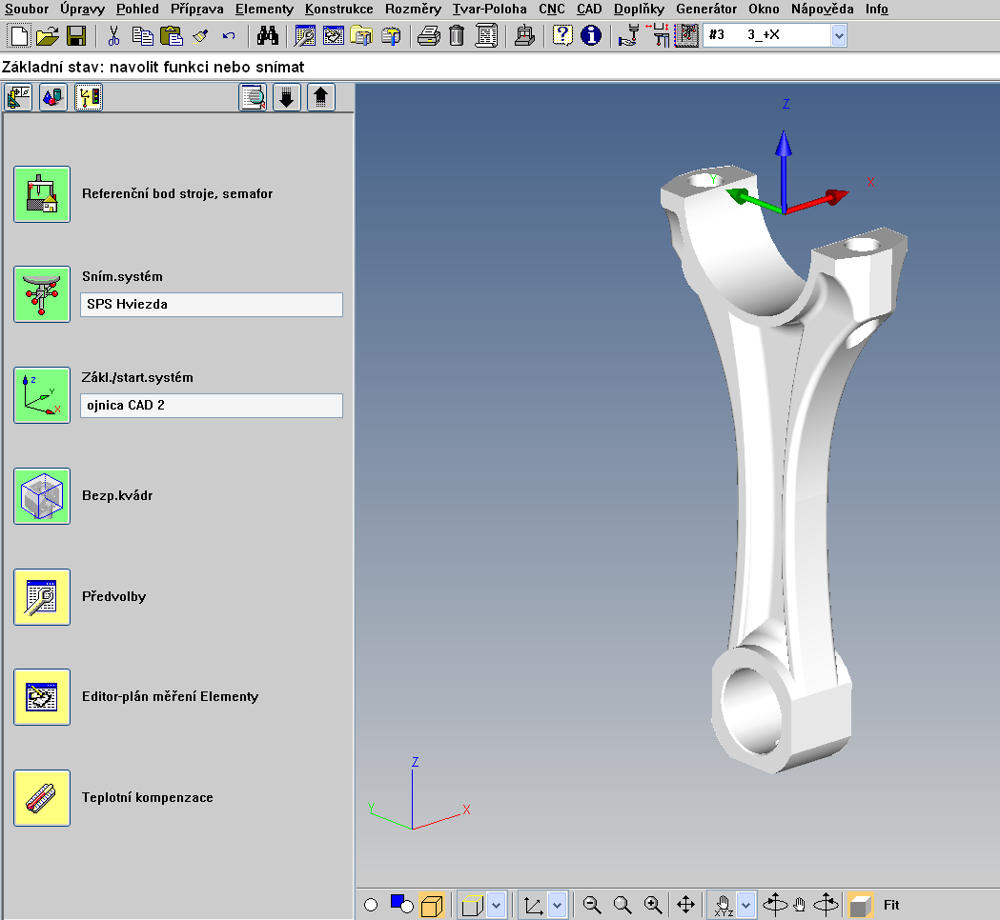 Soubor Úpravy Pohled Příprava Elementy Konstrukce Rozměry Tvar-Poloha CNC CAD Doplňky Generátor Okno Nápověda Info
#3 3_+X
Základní stav: navolit funkci nebo snímat
Referenční bod stroje, semafor
Sním.systém
SPS Hviezda
Zákl./start.systém
ojnica CAD 2
Bezp.kvádr
Předvolby
Editor-plán měření Elementy
Teplotní kompenzace
Z
Y
X
Z
Y
X
Z
Y
X
XYZ
Fit